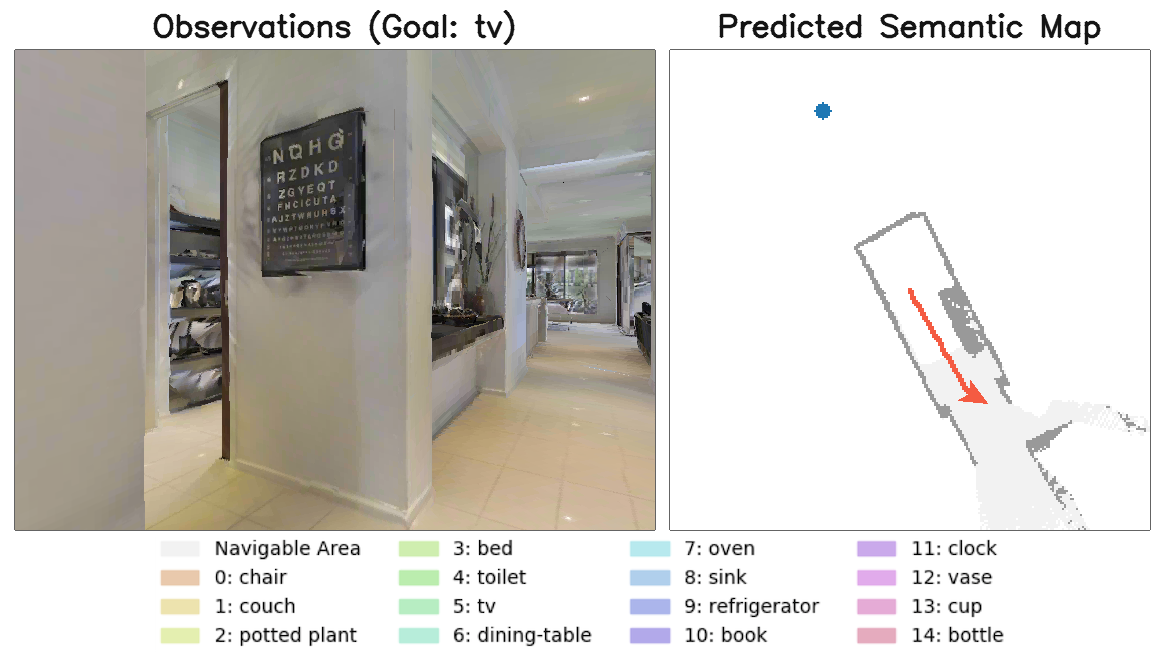 Observations (Goal: tv)
Predicted Semantic Map
NQHG
RZDKD
ZGYEQT
FNCICUTA
Navigable Area
0: chair
1: couch
2: potted plant
3: bed
4: toilet
5: tv
6: dining-table
7: oven
8: sink
9: refrigerator
10: book
11: clock
12: vase
13: cup
14: bottle